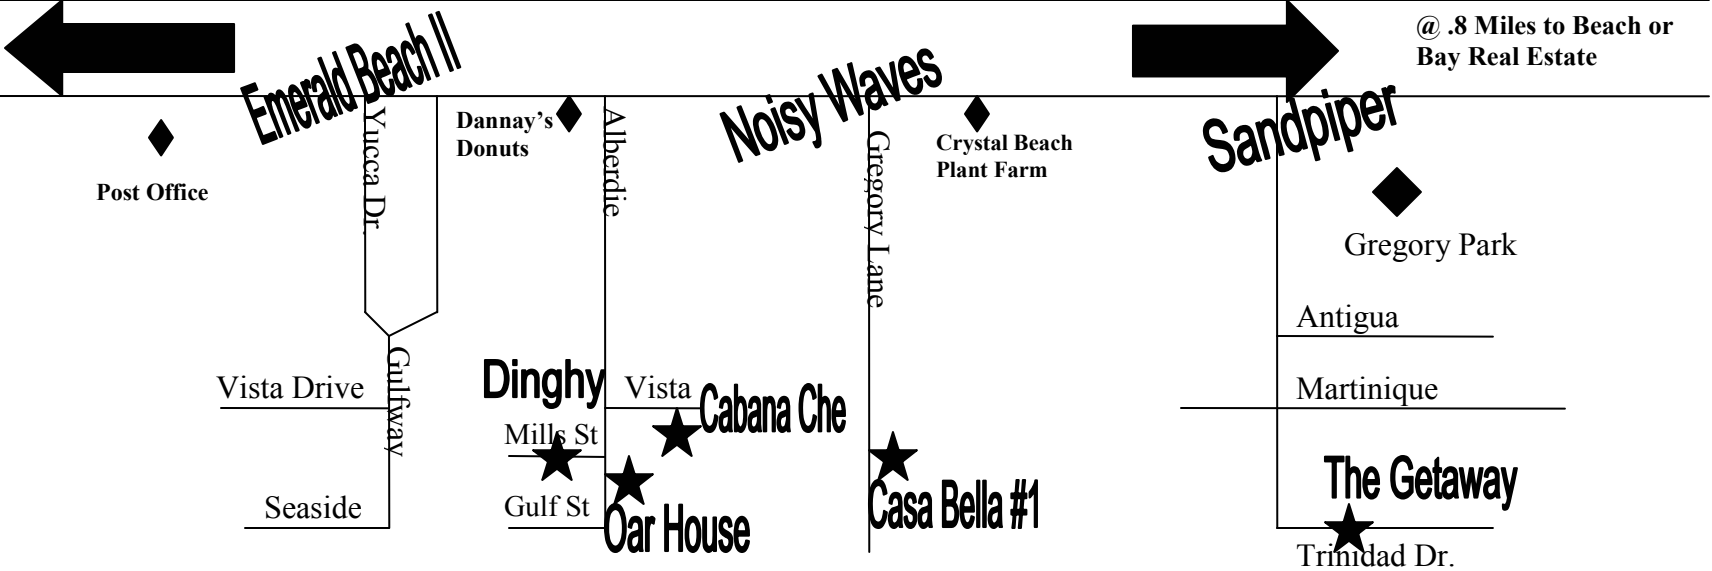 @ .8 Miles to Beach or
Bay Real Estate
Emerald Beach II
Noisy Waves
Sandpiper
Post Office
Yucca Dr.
Dannay's
Donuts
Alberdie
Gregory Lane
Crystal Beach
Plant Farm
Gregory Park
Antigua
Gulfway
Vista Drive
Dinghy
Vista
Cabana Che
Martinique
Mills St
Seaside
Gulf St
Oar House
Casa Bella #1
The Getaway
Trinidad Dr.